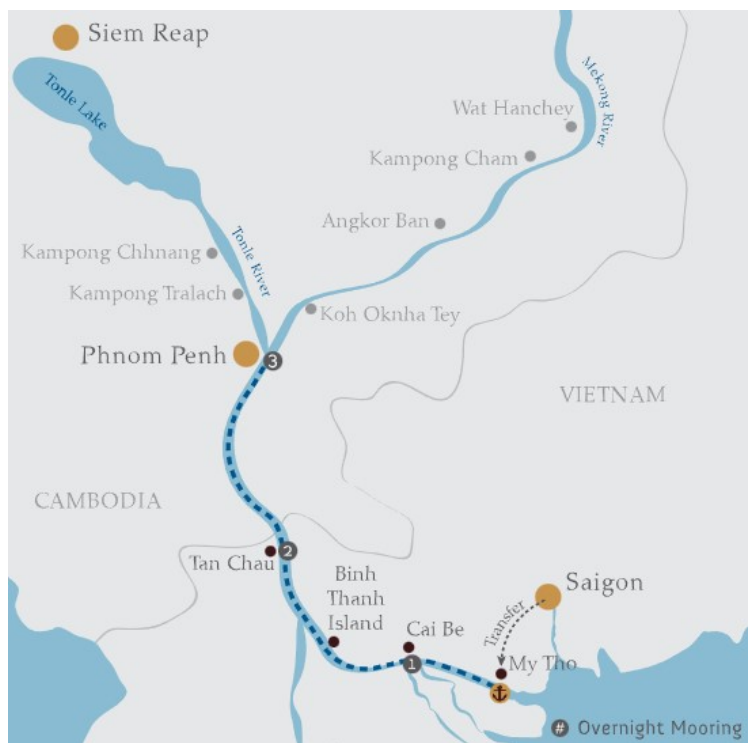 Siem Reap
Tonle Lake
Mekong River
Wat Hanchey
Kampong Cham
Angkor Ban
Kampong Chhnang
Tonle River
Kampong Tralach
Koh Oknha Tey
Phnom Penh
3
VIETNAM
CAMBODIA
2
Tan Chau
Binh
Thanh
Island
Saigon
Transfer
Cai Be
1
My Tho
# Overnight Mooring